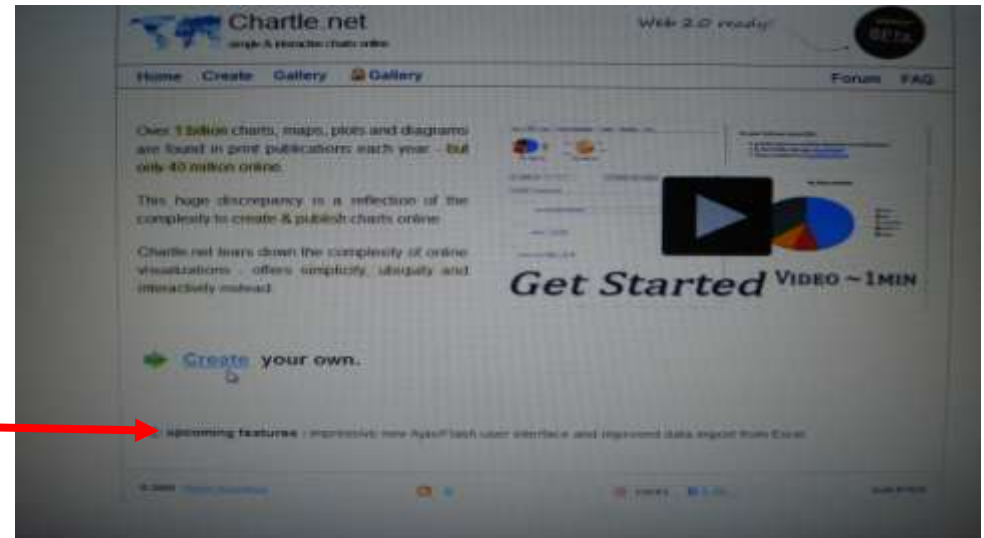 Chartle.net
simple & interactive charts online
Web 2.0 ready!
BETA
Home Create Gallery Gallery
Forum FAQ
Over 1 billion charts, maps, plots and diagrams
are found in print publications each year - but
only 40 million online.
This huge discrepancy is a reflection of the
complexity to create & publish charts online
Chartle.net tears down the complexity of online
visualizations - offers simplicity, ubiquity and
interactively instead.
Get Started VIDEO ~ 1MIN
Create your own.
upcoming features : impressive new Ajax/Flash user interface and improved data import from Excel